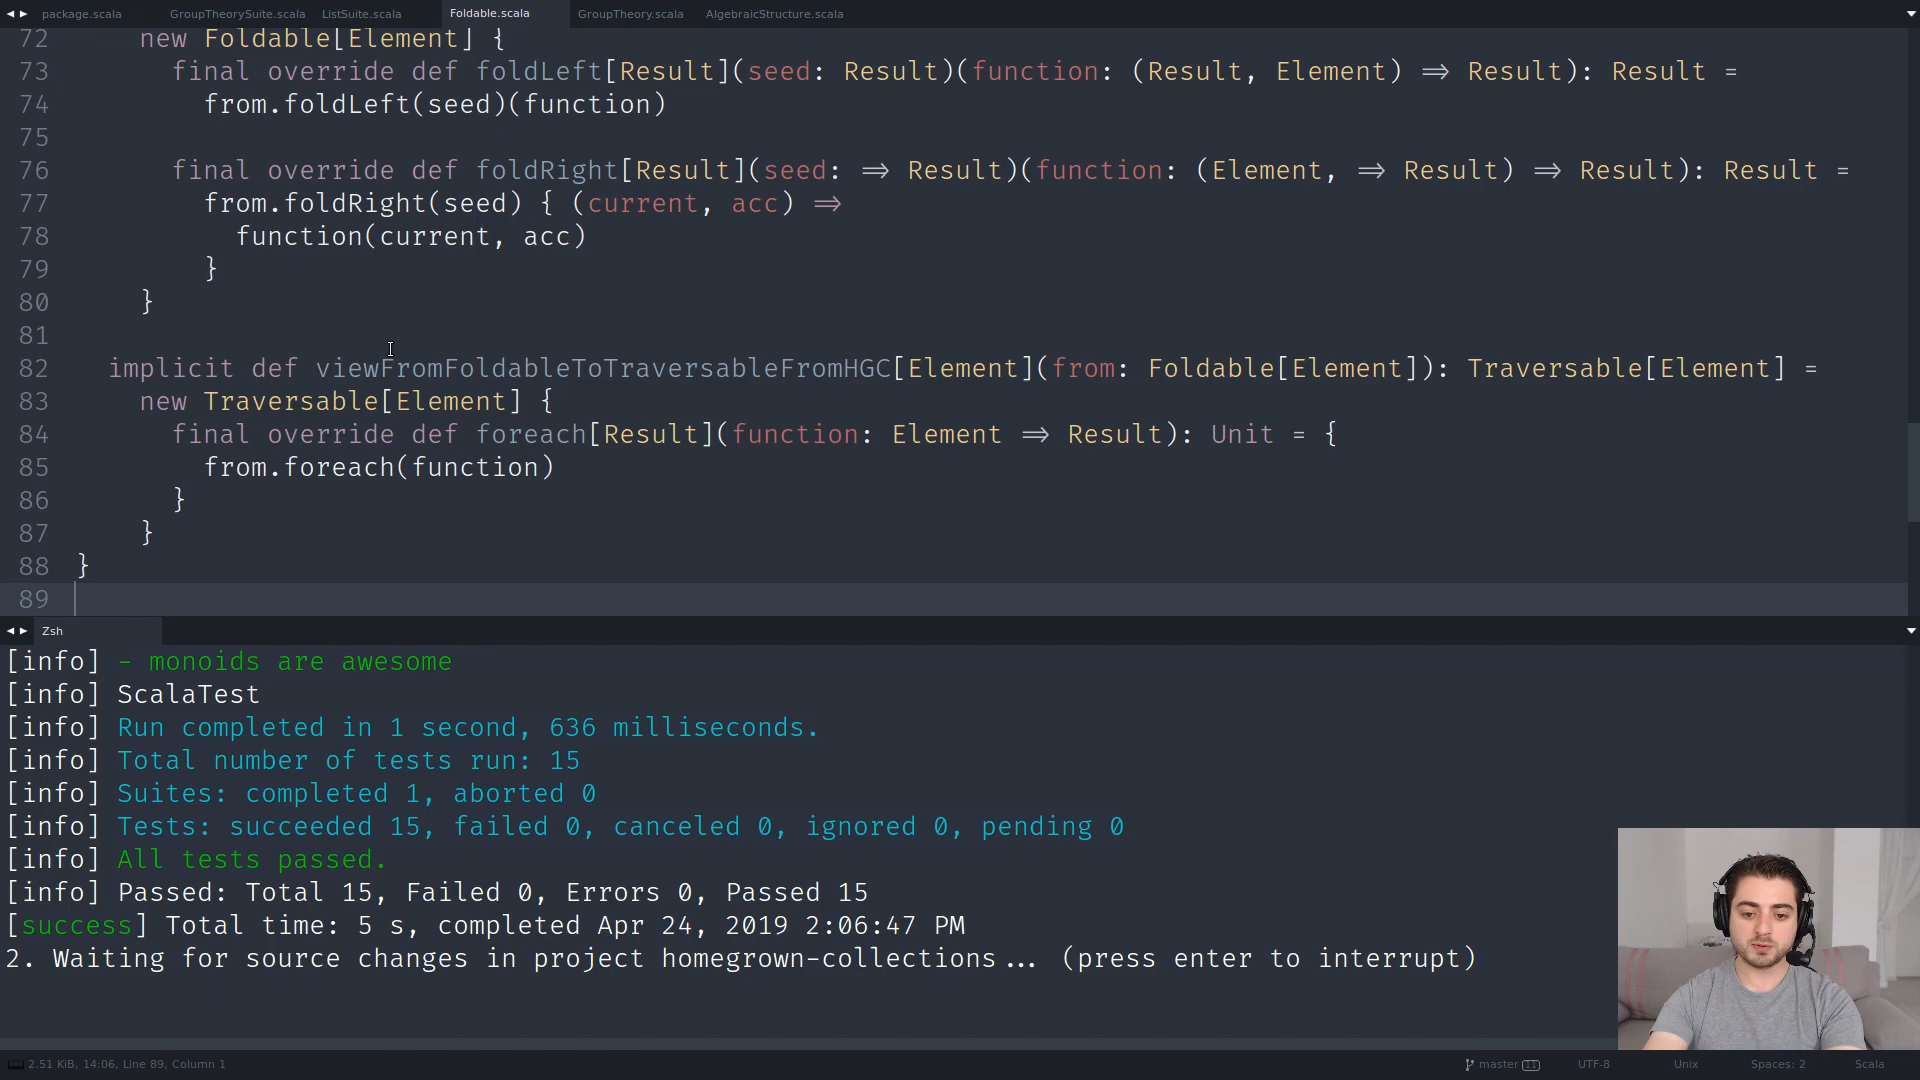 package.scala GroupTheorySuite.scala ListSuite.scala Foldable.scala GroupTheory.scala AlgebraicStructure.scala
72 new Foldable[Element] {
73 final override def foldLeft[Result](seed: Result)(function: (Result, Element) ⇒ Result): Result =
74 from.foldLeft(seed)(function)
75
76 final override def foldRight[Result](seed: ⇒ Result)(function: (Element, ⇒ Result) ⇒ Result): Result =
77 from.foldRight(seed) { (current, acc) ⇒
78 function(current, acc)
79 }
80 }
81
82 implicit def viewFromFoldableToTraversableFromHGC[Element](from: Foldable[Element]): Traversable[Element] =
83 new Traversable[Element] {
84 final override def foreach[Result](function: Element ⇒ Result): Unit = {
85 from.foreach(function)
86 }
87 }
88 }
89
Zsh
[info] - monoids are awesome
[info] ScalaTest
[info] Run completed in 1 second, 636 milliseconds.
[info] Total number of tests run: 15
[info] Suites: completed 1, aborted 0
[info] Tests: succeeded 15, failed 0, canceled 0, ignored 0, pending 0
[info] All tests passed.
[info] Passed: Total 15, Failed 0, Errors 0, Passed 15
[success] Total time: 5 s, completed Apr 24, 2019 2:06:47 PM
2. Waiting for source changes in project homegrown-collections... (press enter to interrupt)
2.51 KiB, 14:06, Line 89, Column 1 master 11 UTF-8 Unix Spaces: 2 Scala